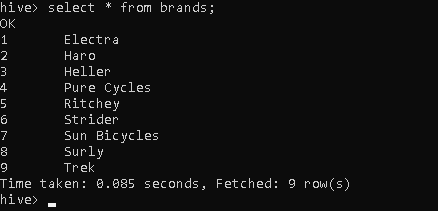 hive> select * from brands;
OK
1	Electra
2	Haro
3	Heller
4	Pure Cycles
5	Ritchey
6	Strider
7	Sun Bicycles
8	Surly
9	Trek
Time taken: 0.085 seconds, Fetched: 9 row(s)
hive>